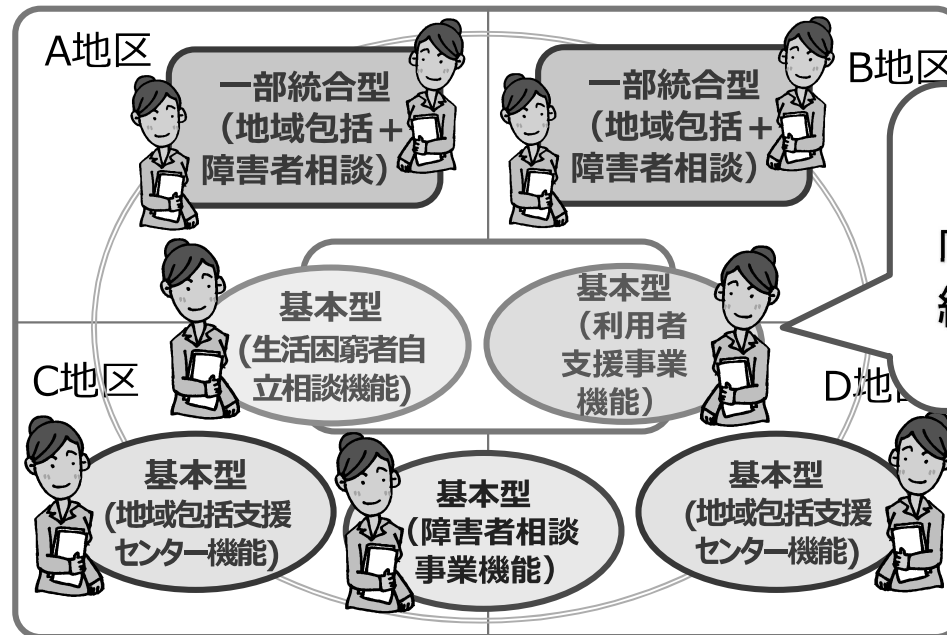 A地区
一部統合型
（地域包括＋
障害者相談）
一部統合型
（地域包括＋
障害者相談）
B地区
基本型
(生活困窮者自
立相談機能)
基本型
（利用者
支援事業
機能）
C地区
D地
基本型
(地域包括支援
センター機能)
基本型
（障害者相談
事業機能）
基本型
(地域包括支援
センター機能)